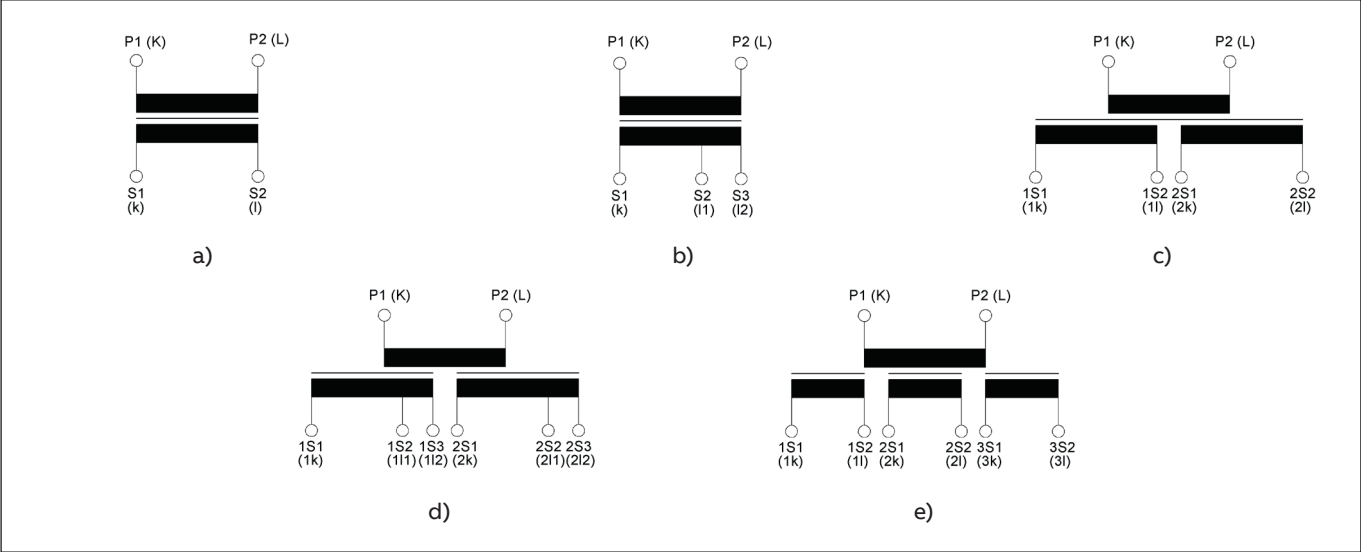 P1 (K) P2 (L)
S1 S2
(k) (l)
a)
P1 (K) P2 (L)
S1 S2 S3
(k) (l1) (l2)
b)
P1 (K) P2 (L)
1S1 1S2 2S1 2S2
(1k) (1l) (2k) (2l)
c)
P1 (K) P2 (L)
1S1 1S2 1S3 2S1 2S2 2S3
(1k) (1l1) (1l2) (2k) (2l1) (2l2)
d)
P1 (K) P2 (L)
1S1 1S2 2S1 2S2 3S1 3S2
(1k) (1l) (2k) (2l) (3k) (3l)
e)